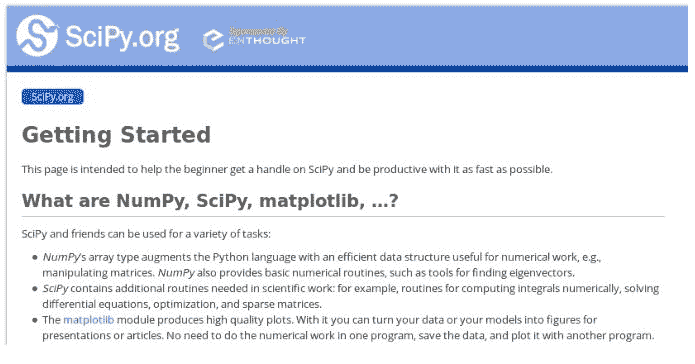 SciPy.org
Sponsored by
ENTHOUGHT
SciPy.org
Getting Started
This page is intended to help the beginner get a handle on SciPy and be productive with it as fast as possible.
What are NumPy, SciPy, matplotlib, ...?
SciPy and friends can be used for a variety of tasks:
● NumPy's array type augments the Python language with an efficient data structure useful for numerical work, e.g.,
manipulating matrices. NumPy also provides basic numerical routines, such as tools for finding eigenvectors.
● SciPy contains additional routines needed in scientific work: for example, routines for computing integrals numerically, solving
differential equations, optimization, and sparse matrices.
● The matplotlib module produces high quality plots. With it you can turn your data or your models into figures for
presentations or articles. No need to do the numerical work in one program, save the data, and plot it with another program.